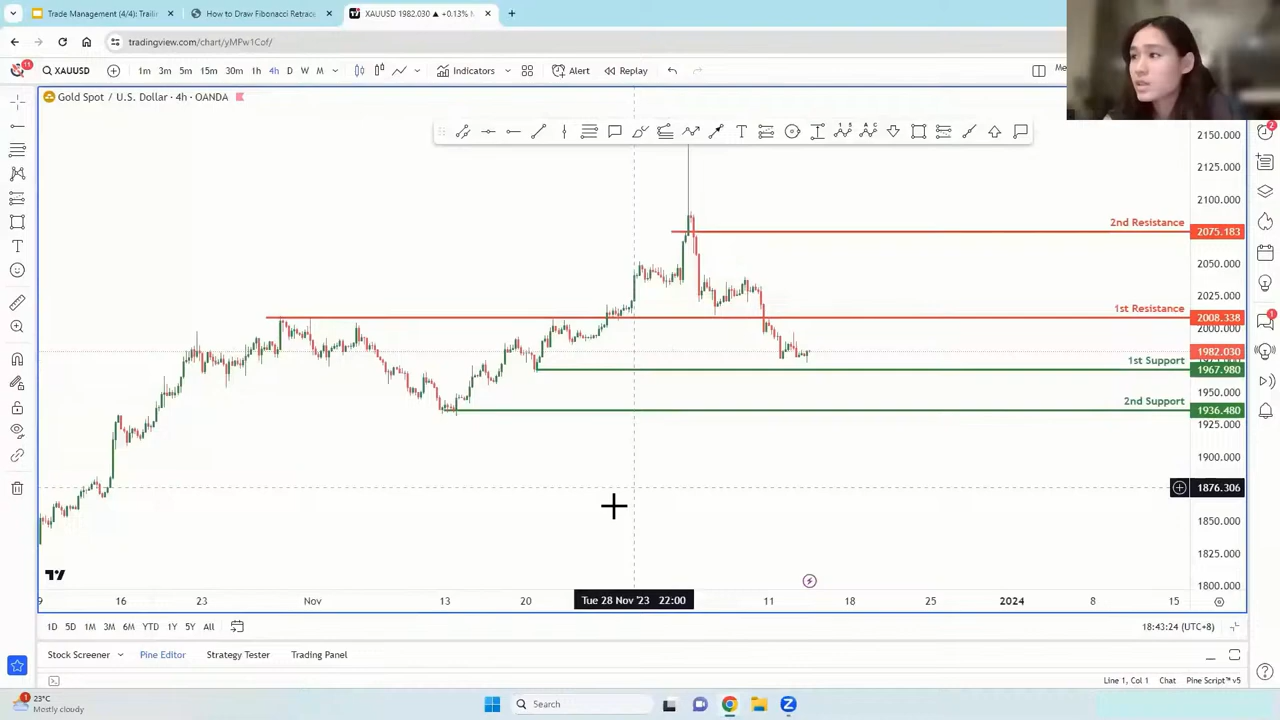 Trade Management (4/4): Trailin
How to Draw Fibonacci Retrace
XAUUSD 1982.030 ▲ +0.13%
tradingview.com/chart/yMPw1Cof/
11
XAUUSD
1m 3m 5m 15m 30m 1h 4h D W M
Indicators
Alert
Replay
Gold Spot / U.S. Dollar · 4h · OANDA
2150.000
2
2125.000
2100.000
2nd Resistance
2075.183
2050.000
2025.000
1st Resistance
2008.338
1
2000.000
1982.030
1st Support
1967.980
1950.000
2nd Support
1936.480
1925.000
1900.000
1876.306
1850.000
1825.000
1800.000
9 16 23 Nov 13 20 Tue 28 Nov '23 22:00 11 18 25 2024 8 15
1D 5D 1M 3M 6M YTD 1Y 5Y All
18:43:24 (UTC+8)
Stock Screener
Pine Editor
Strategy Tester
Trading Panel
Line 1, Col 1
Chat
Pine Script™ v5
1
23°C
Mostly cloudy
Search